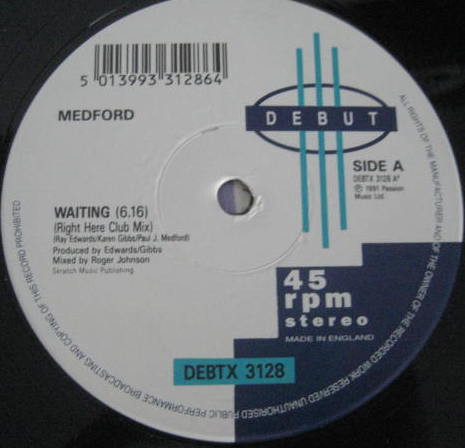 5 013993 312864
MEDFORD
DEBUT
SIDE A
DEBTX 3128 A*
℗ 1991 Passion
Music Ltd.
WAITING (6.16)
(Right Here Club Mix)
(Ray Edwards/Karen Gibbs/Paul J. Medford)
Produced by Edwards/Gibbs
Mixed by Roger Johnson
Skratch Music Publishing
45
rpm
stereo
MADE IN ENGLAND
DEBTX 3128
ALL RIGHTS OF THE MANUFACTURER AND OF THE OWNER OF THE RECORDED WORK RESERVED UNAUTHORISED PUBLIC PERFORMANCE BROADCASTING AND COPYING OF THIS RECORD PROHIBITED